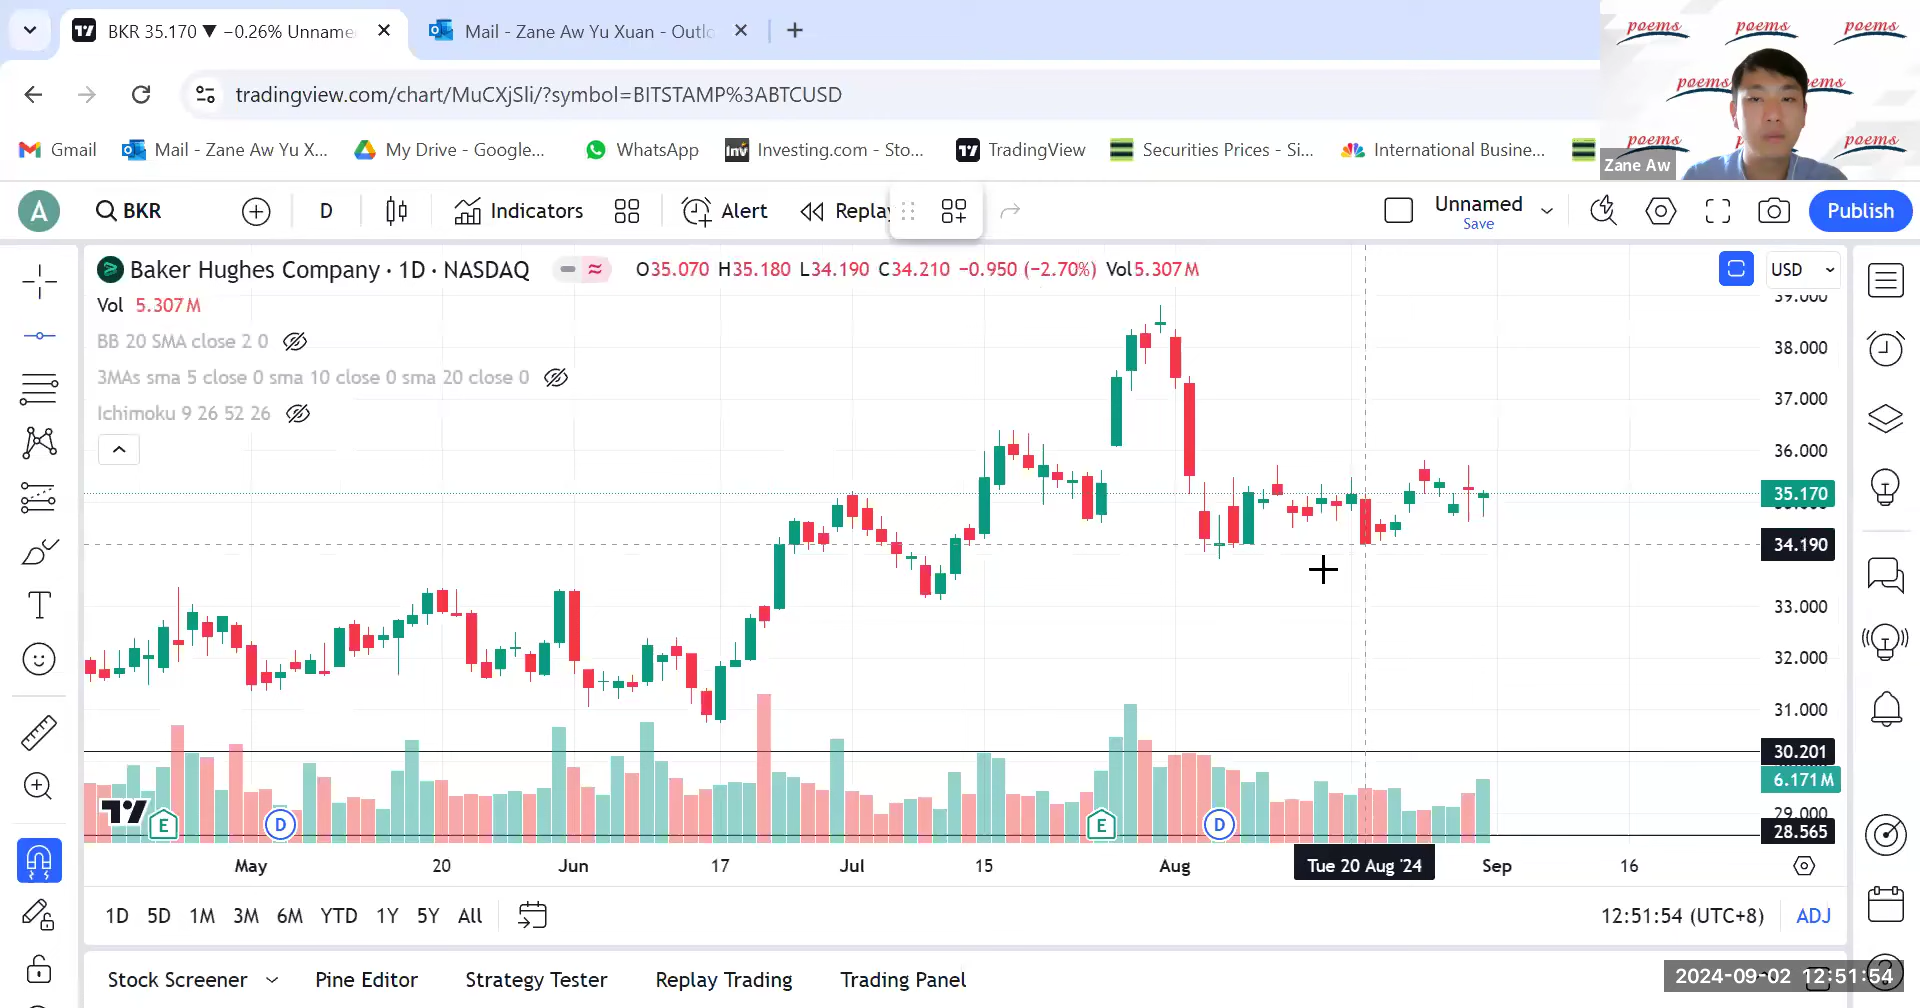 BKR 35.170 ▼ −0.26% Unname
Mail - Zane Aw Yu Xuan - Outlo
tradingview.com/chart/MuCXjSli/?symbol=BITSTAMP%3ABTCUSD
Gmail
Mail - Zane Aw Yu X...
My Drive - Google...
WhatsApp
Inv
Investing.com - Sto...
TradingView
Securities Prices - Si...
International Busine...
poems poems poems
poems ems
poems poems
Zane Aw
A
BKR
D
Indicators
Alert
Replay
Unnamed
Save
Publish
Baker Hughes Company · 1D · NASDAQ
O35.070 H35.180 L34.190 C34.210 −0.950 (−2.70%) Vol5.307M
USD
Vol 5.307M
BB 20 SMA close 2 0
3MAs sma 5 close 0 sma 10 close 0 sma 20 close 0
Ichimoku 9 26 52 26
39.000
38.000
37.000
36.000
35.170
34.190
33.000
32.000
31.000
30.201
6.171M
29.000
28.565
E
D
E
D
May 20 Jun 17 Jul 15 Aug Tue 20 Aug '24 Sep 16
1D 5D 1M 3M 6M YTD 1Y 5Y All
12:51:54 (UTC+8)
ADJ
Stock Screener
Pine Editor
Strategy Tester
Replay Trading
Trading Panel
2024-09-02 12:51:54